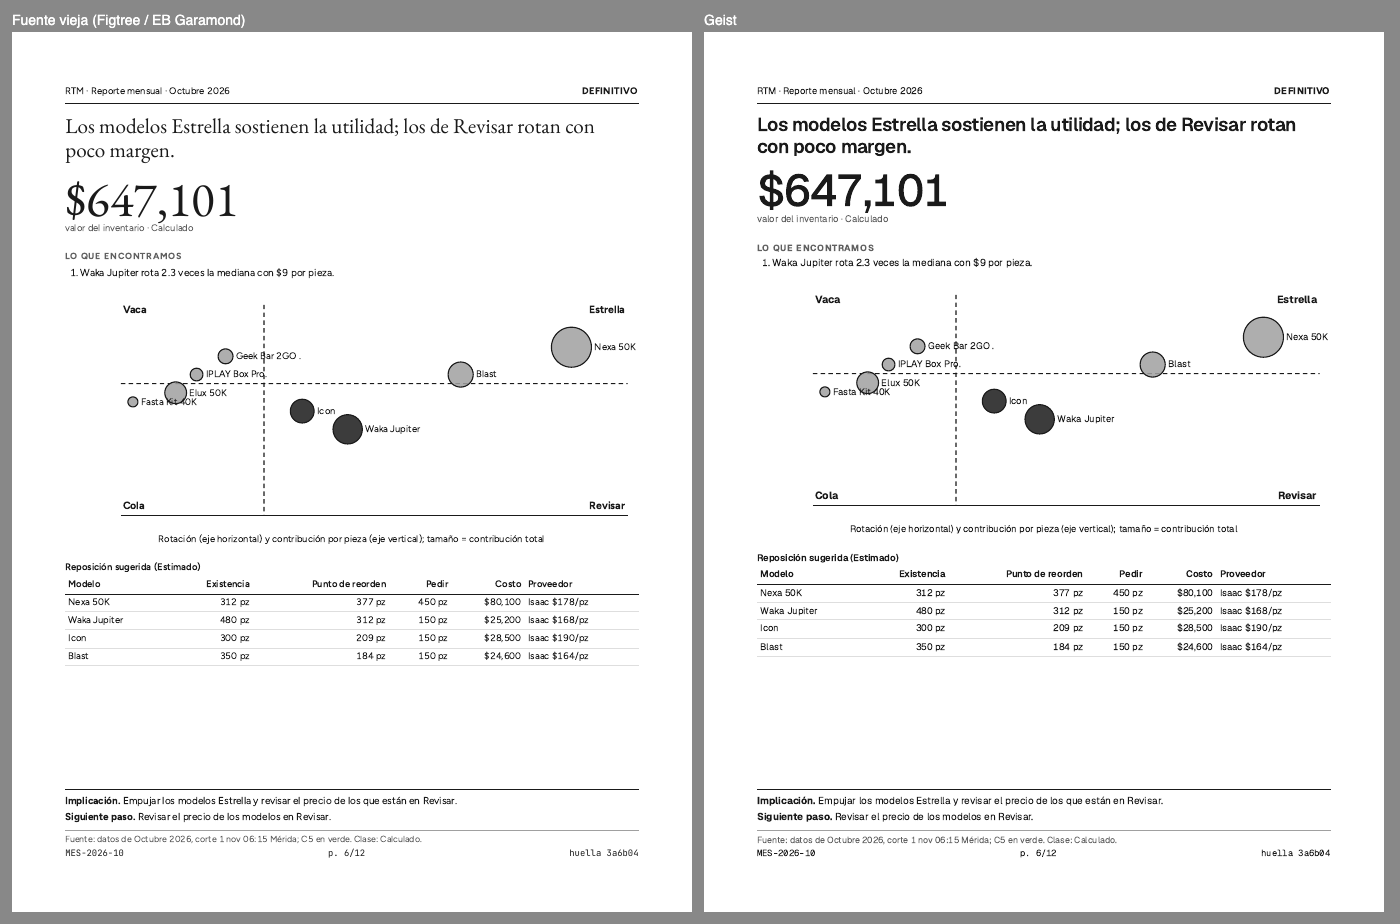 Fuente vieja (Figtree / EB Garamond)
RTM · Reporte mensual · Octubre 2026
DEFINITIVO
Los modelos Estrella sostienen la utilidad; los de Revisar rotan con
poco margen.
$647,101
valor del inventario · Calculado
LO QUE ENCONTRAMOS
1. Waka Jupiter rota 2.3 veces la mediana con $9 por pieza.
Vaca
Estrella
Nexa 50K
Geek Bar 2GO .
IPLAY Box Pro.
Blast
Elux 50K
Fasta Kit 40K
Icon
Waka Jupiter
Cola
Revisar
Rotación (eje horizontal) y contribución por pieza (eje vertical); tamaño = contribución total
Reposición sugerida (Estimado)
Modelo Existencia Punto de reorden Pedir Costo Proveedor
Nexa 50K 312 pz 377 pz 450 pz $80,100 Isaac $178/pz
Waka Jupiter 480 pz 312 pz 150 pz $25,200 Isaac $168/pz
Icon 300 pz 209 pz 150 pz $28,500 Isaac $190/pz
Blast 350 pz 184 pz 150 pz $24,600 Isaac $164/pz
Implicación. Empujar los modelos Estrella y revisar el precio de los que están en Revisar.
Siguiente paso. Revisar el precio de los modelos en Revisar.
Fuente: datos de Octubre 2026, corte 1 nov 06:15 Mérida; C5 en verde. Clase: Calculado.
MES-2026-10 p. 6/12 huella 3a6b04
Geist
RTM · Reporte mensual · Octubre 2026
DEFINITIVO
Los modelos Estrella sostienen la utilidad; los de Revisar rotan
con poco margen.
$647,101
valor del inventario · Calculado
LO QUE ENCONTRAMOS
1. Waka Jupiter rota 2.3 veces la mediana con $9 por pieza.
Vaca
Estrella
Nexa 50K
Geek Bar 2GO .
IPLAY Box Pro.
Blast
Elux 50K
Fasta Kit 40K
Icon
Waka Jupiter
Cola
Revisar
Rotación (eje horizontal) y contribución por pieza (eje vertical); tamaño = contribución total
Reposición sugerida (Estimado)
Modelo Existencia Punto de reorden Pedir Costo Proveedor
Nexa 50K 312 pz 377 pz 450 pz $80,100 Isaac $178/pz
Waka Jupiter 480 pz 312 pz 150 pz $25,200 Isaac $168/pz
Icon 300 pz 209 pz 150 pz $28,500 Isaac $190/pz
Blast 350 pz 184 pz 150 pz $24,600 Isaac $164/pz
Implicación. Empujar los modelos Estrella y revisar el precio de los que están en Revisar.
Siguiente paso. Revisar el precio de los modelos en Revisar.
Fuente: datos de Octubre 2026, corte 1 nov 06:15 Mérida; C5 en verde. Clase: Calculado.
MES-2026-10 p. 6/12 huella 3a6b04